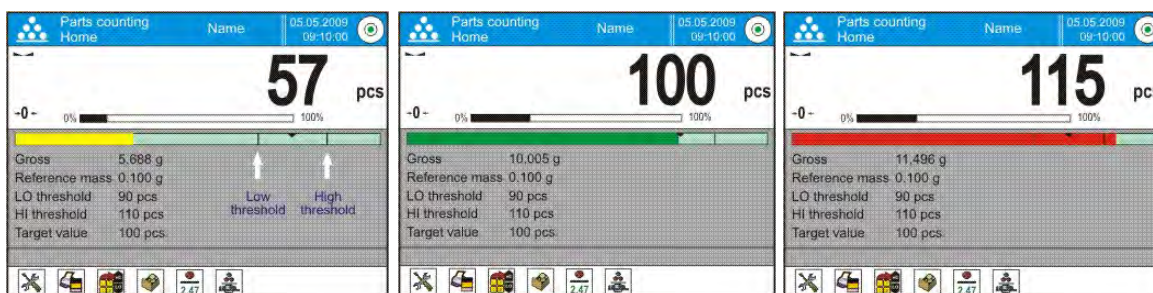 Parts counting
Home
Name
05.05.2009
09:10:00
57 pcs
-0-
0%
100%
Gross 5.688 g
Reference mass 0.100 g
LO threshold 90 pcs
HI threshold 110 pcs
Target value 100 pcs
Low threshold
High threshold
2.47
Parts counting
Home
Name
05.05.2009
09:10:00
100 pcs
-0-
0%
100%
Gross 10,005 g
Reference mass 0.100 g
LO threshold 90 pcs
HI threshold 110 pcs
Target value 100 pcs
2.47
Parts counting
Home
Name
05.05.2009
09:10:00
115 pc
-0-
0%
100%
Gross 11,496 g
Reference mass 0.100 g
LO threshold 90 pcs
HI threshold 110 pcs
Target value 100 pcs
2.47